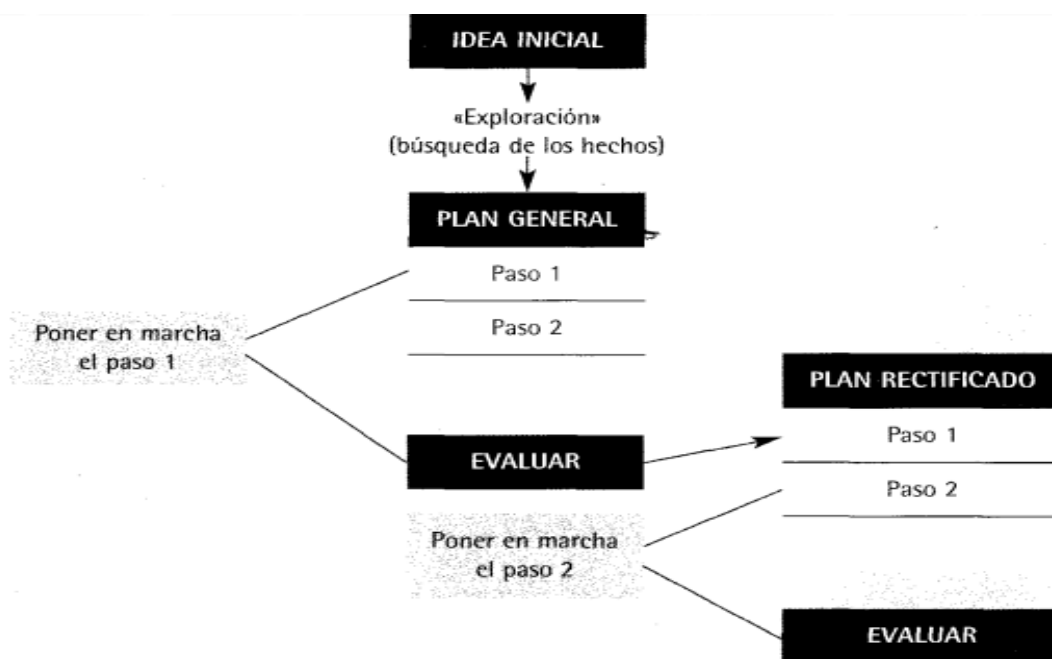 IDEA INICIAL
«Exploración»
(búsqueda de los hechos)
PLAN GENERAL
Paso 1
Paso 2
Poner en marcha
el paso 1
EVALUAR
PLAN RECTIFICADO
Paso 1
Paso 2
Poner en marcha
el paso 2
EVALUAR